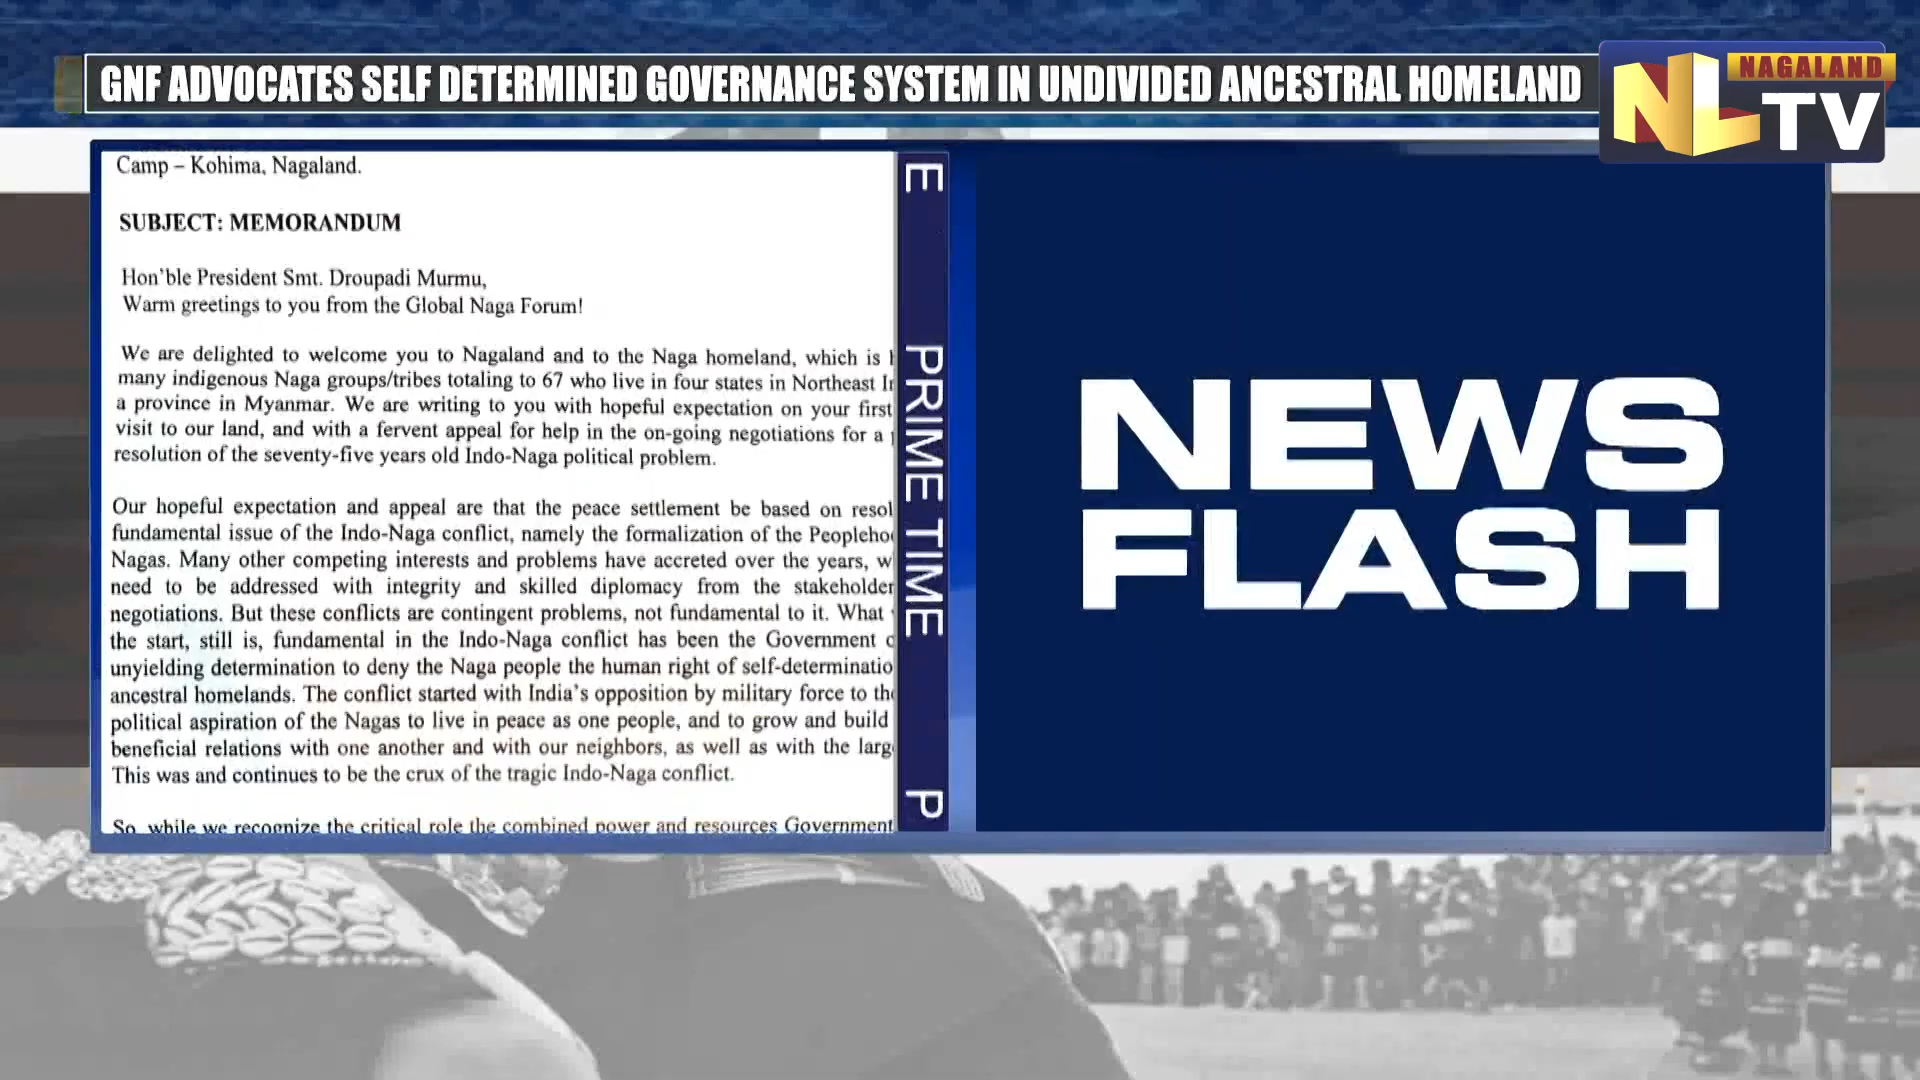 GNF ADVOCATES SELF DETERMINED GOVERNANCE SYSTEM IN UNDIVIDED ANCESTRAL HOMELAND
NAGALAND
NL TV
Camp – Kohima, Nagaland.
SUBJECT: MEMORANDUM
Hon'ble President Smt. Droupadi Murmu,
Warm greetings to you from the Global Naga Forum!
We are delighted to welcome you to Nagaland and to the Naga homeland, which is
many indigenous Naga groups/tribes totaling to 67 who live in four states in Northeast
a province in Myanmar. We are writing to you with hopeful expectation on your first
visit to our land, and with a fervent appeal for help in the on-going negotiations for a
resolution of the seventy-five years old Indo-Naga political problem.
Our hopeful expectation and appeal are that the peace settlement be based on resol
fundamental issue of the Indo-Naga conflict, namely the formalization of the Peopleho
Nagas. Many other competing interests and problems have accreted over the years, w
need to be addressed with integrity and skilled diplomacy from the stakeholder
negotiations. But these conflicts are contingent problems, not fundamental to it. What
the start, still is, fundamental in the Indo-Naga conflict has been the Government
unyielding determination to deny the Naga people the human right of self-determinatio
ancestral homelands. The conflict started with India's opposition by military force to the
political aspiration of the Nagas to live in peace as one people, and to grow and build
beneficial relations with one another and with our neighbors, as well as with the larg
This was and continues to be the crux of the tragic Indo-Naga conflict.
So, while we recognize the critical role the combined power and resources Government
E PRIME TIME P
NEWS
FLASH